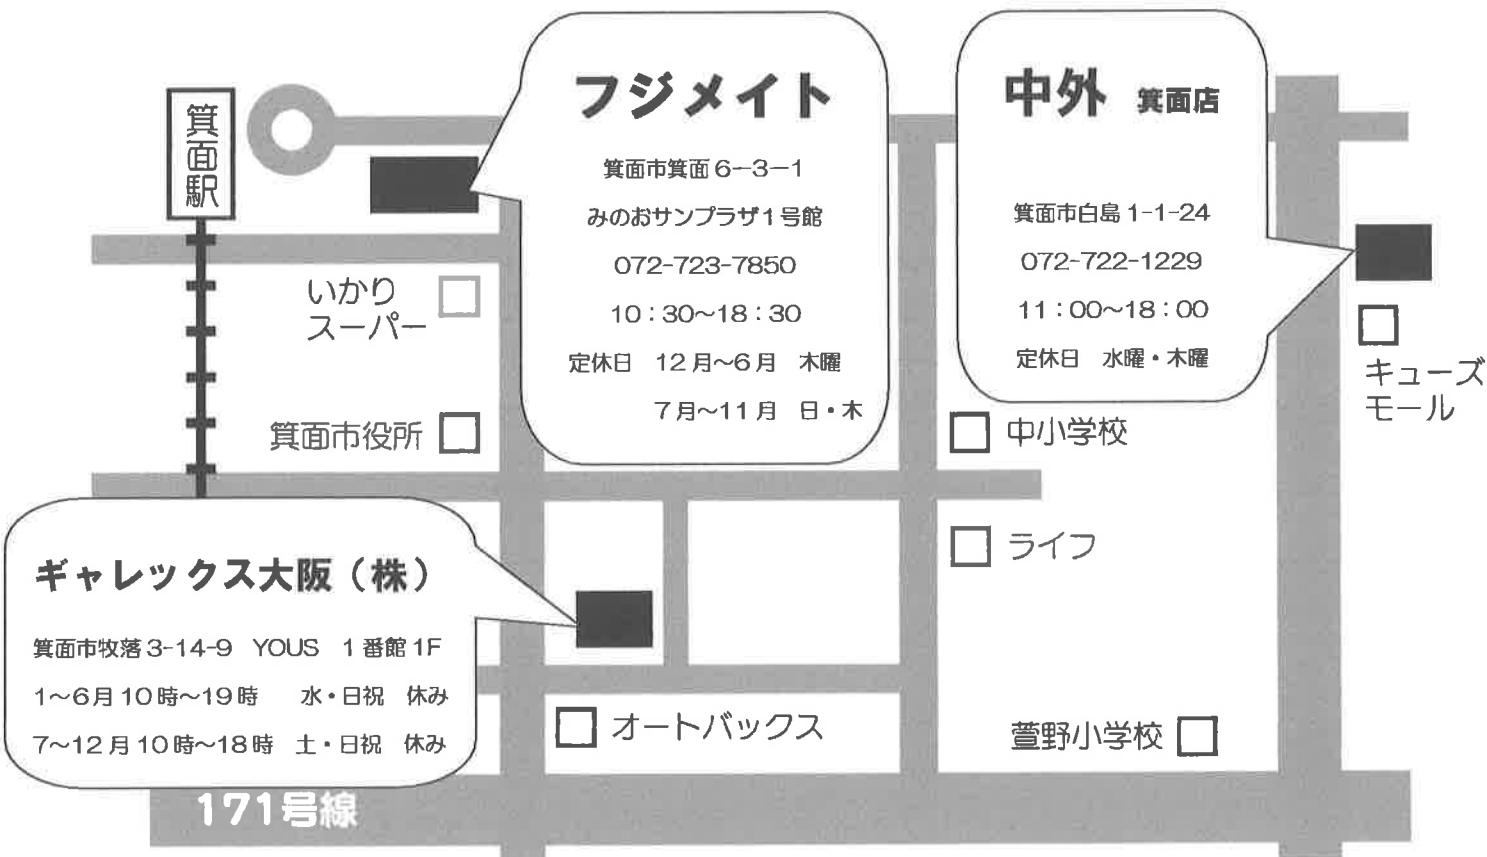 箕面駅
フジメイト
箕面市箕面6-3-1
みのおサンプラザ1号館
072-723-7850
10:30~18:30
定休日 12月~6月 木曜
7月~11月 日・木
中外 箕面店
箕面市白島1-1-24
072-722-1229
11:00~18:00
定休日 水曜・木曜
いかり
スーパー
箕面市役所
キューズ
モール
中小学校
ライフ
ギャレックス大阪(株)
箕面市牧落3-14-9 YOUS 1番館1F
1~6月10時~19時 水・日祝 休み
7~12月10時~18時 土・日祝 休み
オートバックス
萱野小学校
171号線